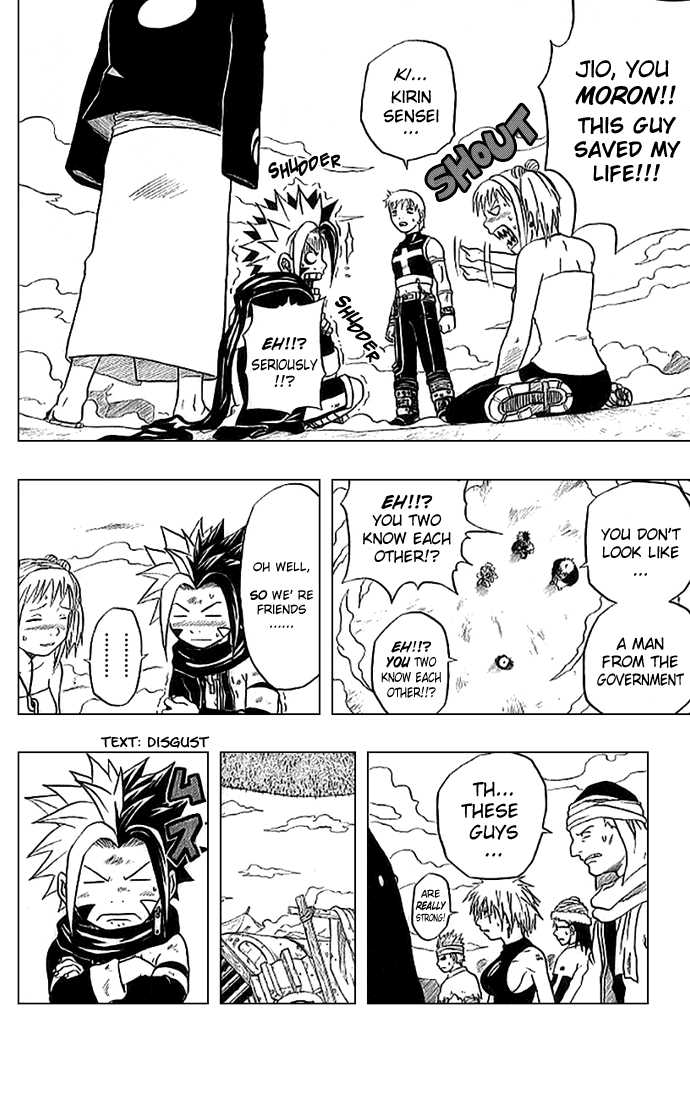 JIO, YOU
MORON!!
THIS GUY
SAVED MY
LIFE!!!
SHOUT
KI...
KIRIN
SENSEI
...
SHUDDER
SHUDDER
EH!!?
SERIOUSLY
!!?
YOU DON'T
LOOK LIKE
...
A MAN
FROM THE
GOVERNMENT
EH!!?
YOU TWO
KNOW EACH
OTHER!?
EH!!?
YOU TWO
KNOW EACH
OTHER!!?
OH WELL,
SO WE' RE
FRIENDS
......
......
TH...
THESE
GUYS
...
ARE
REALLY
STRONG!
TEXT: DISGUST
ムス